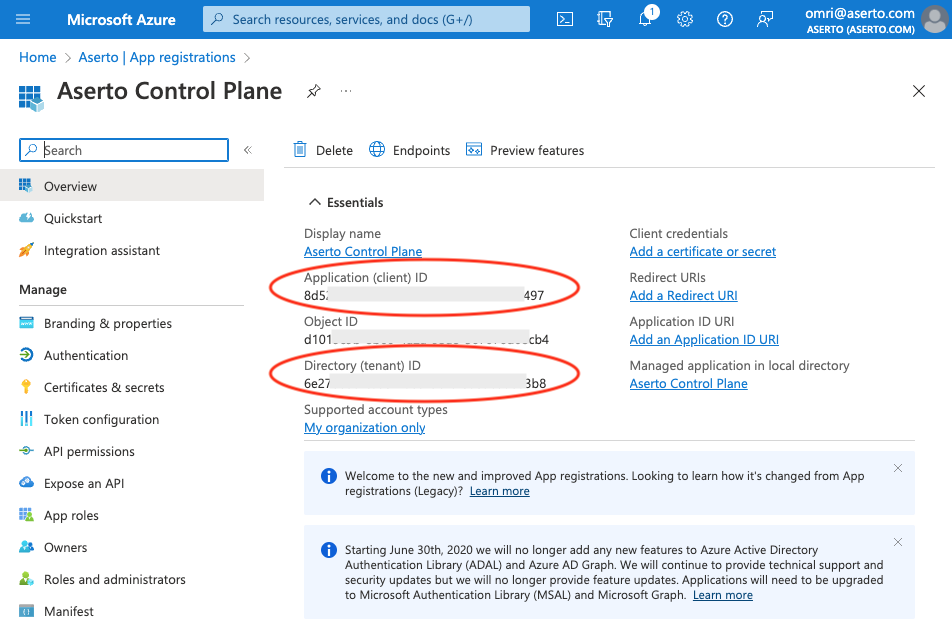 Microsoft Azure
Search resources, services, and docs (G+/)
1
omri@aserto.com
ASERTO (ASERTO.COM)
Home > Aserto | App registrations >
Aserto Control Plane
Search
«
Overview
Quickstart
Integration assistant
Manage
Branding & properties
Authentication
Certificates & secrets
Token configuration
API permissions
Expose an API
App roles
Owners
Roles and administrators
Manifest
Delete
Endpoints
Preview features
Essentials
Display name
Aserto Control Plane
Application (client) ID
8d52 497
Object ID
d101 cb4
Directory (tenant) ID
6e27 3b8
Supported account types
My organization only
Client credentials
Add a certificate or secret
Redirect URIs
Add a Redirect URI
Application ID URI
Add an Application ID URI
Managed application in local directory
Aserto Control Plane
Welcome to the new and improved App registrations. Looking to learn how it's changed from App
registrations (Legacy)? Learn more
Starting June 30th, 2020 we will no longer add any new features to Azure Active Directory
Authentication Library (ADAL) and Azure AD Graph. We will continue to provide technical support and
security updates but we will no longer provide feature updates. Applications will need to be upgraded
to Microsoft Authentication Library (MSAL) and Microsoft Graph. Learn more